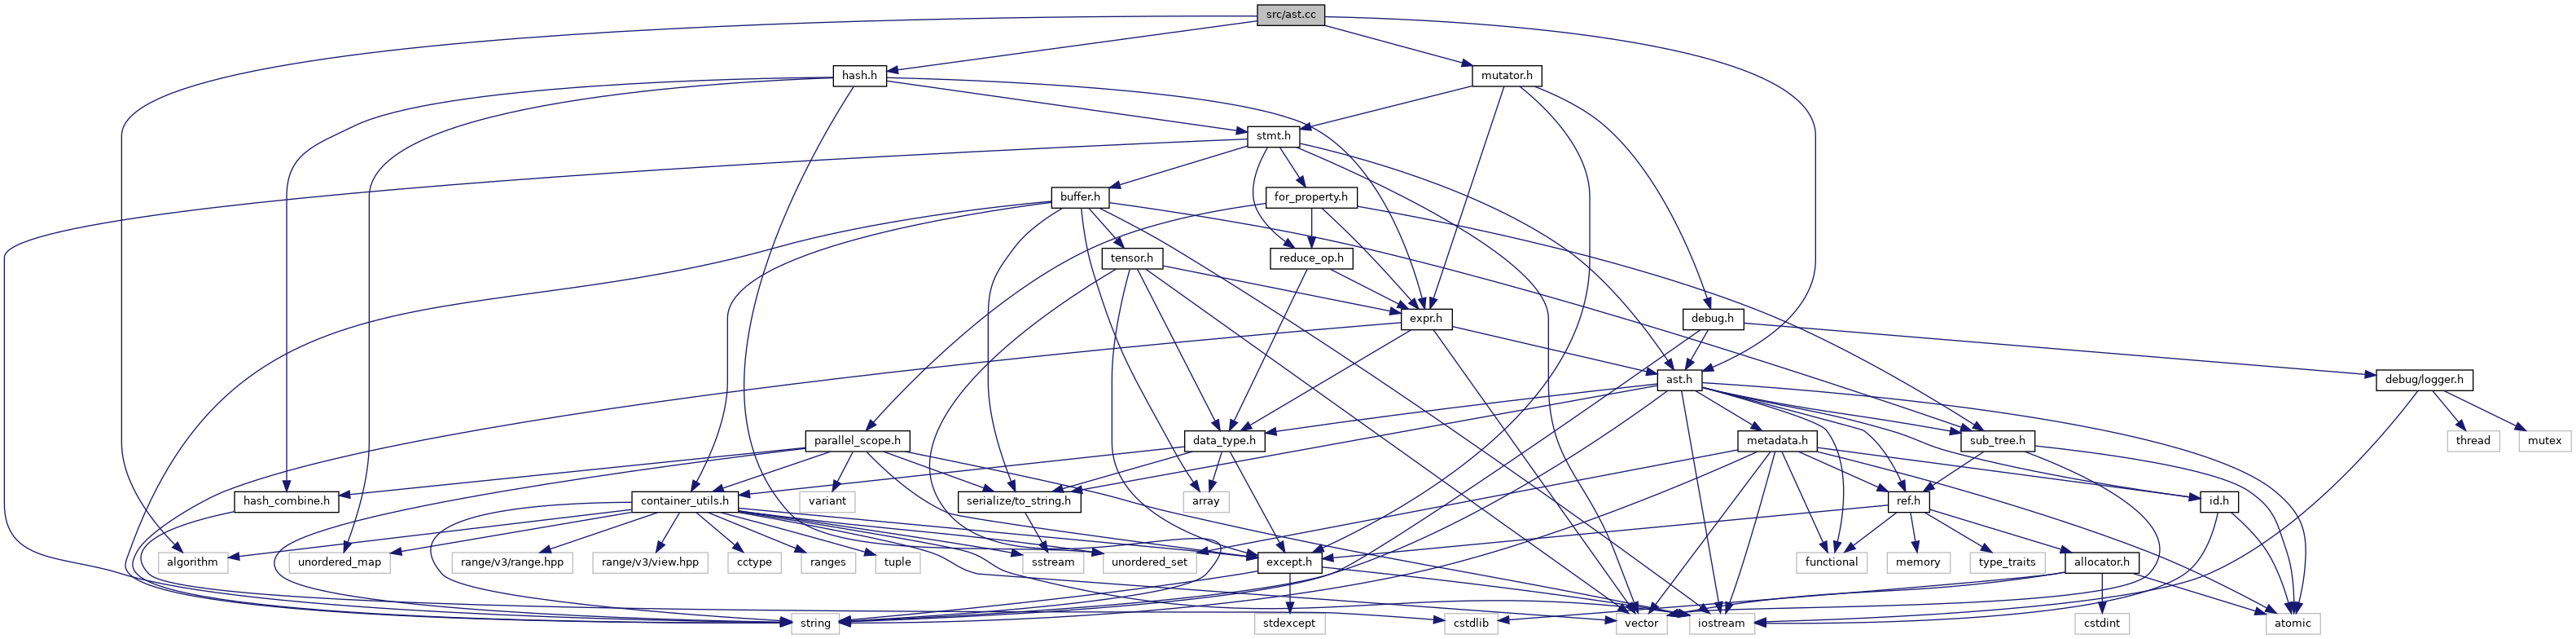 src/ast.cc
hash.h
mutator.h
stmt.h
buffer.h
for_property.h
tensor.h
reduce_op.h
expr.h
debug.h
ast.h
debug/logger.h
parallel_scope.h
data_type.h
metadata.h
sub_tree.h
thread
mutex
hash_combine.h
container_utils.h
variant
serialize/to_string.h
array
ref.h
id.h
algorithm
unordered_map
range/v3/range.hpp
range/v3/view.hpp
cctype
ranges
tuple
sstream
unordered_set
except.h
functional
memory
type_traits
allocator.h
string
stdexcept
cstdlib
vector
iostream
cstdint
atomic